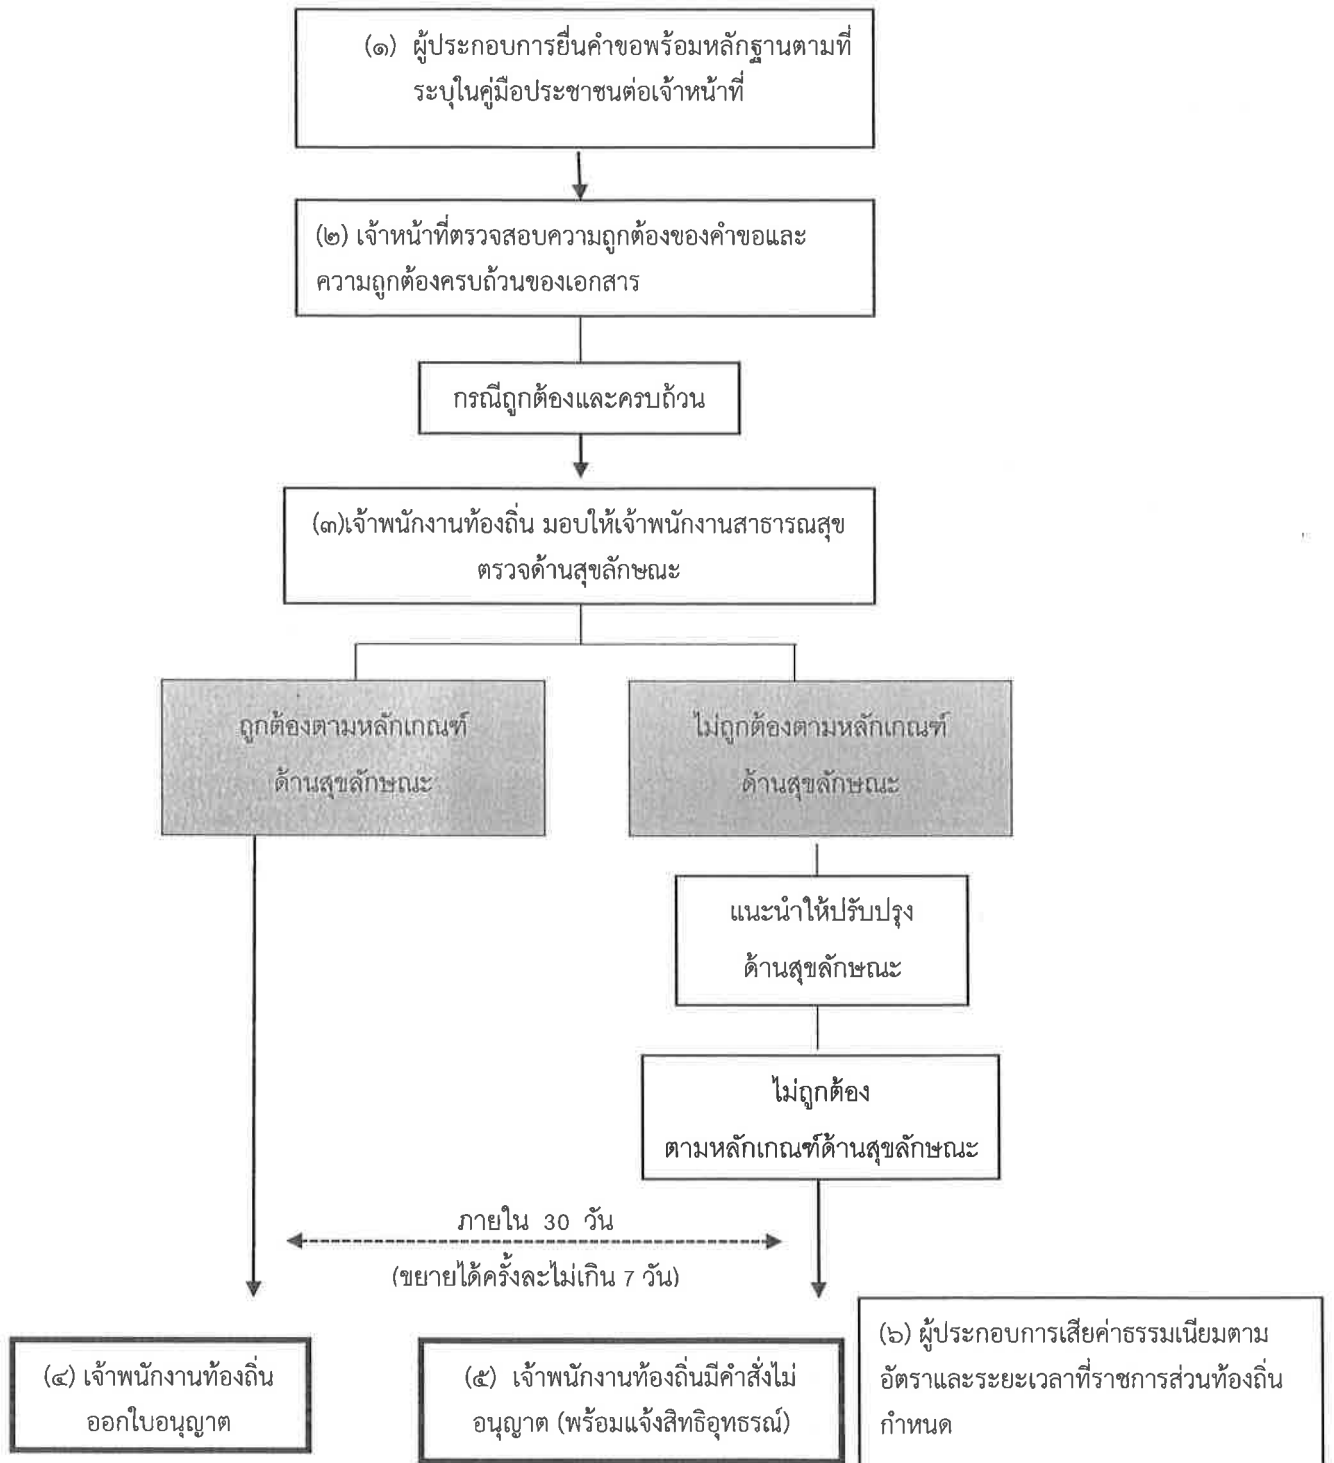 (๑) ผู้ประกอบการยื่นคำขอพร้อมหลักฐานตามที่
ระบุในคู่มือประชาชนต่อเจ้าหน้าที่
(๒) เจ้าหน้าที่ตรวจสอบความถูกต้องของคำขอและ
ความถูกต้องครบถ้วนของเอกสาร
กรณีถูกต้องและครบถ้วน
(๓)เจ้าพนักงานท้องถิ่น มอบให้เจ้าพนักงานสาธารณสุข
ตรวจด้านสุขลักษณะ
ถูกต้องตามหลักเกณฑ์
ด้านสุขลักษณะ
ไม่ถูกต้องตามหลักเกณฑ์
ด้านสุขลักษณะ
แนะนำให้ปรับปรุง
ด้านสุขลักษณะ
ไม่ถูกต้อง
ตามหลักเกณฑ์ด้านสุขลักษณะ
ภายใน 30 วัน
(ขยายได้ครั้งละไม่เกิน 7 วัน)
(๔) เจ้าพนักงานท้องถิ่น
ออกใบอนุญาต
(๕) เจ้าพนักงานท้องถิ่นมีคำสั่งไม่
อนุญาต (พร้อมแจ้งสิทธิอุทธรณ์)
(๖) ผู้ประกอบการเสียค่าธรรมเนียมตาม
อัตราและระยะเวลาที่ราชการส่วนท้องถิ่น
กำหนด